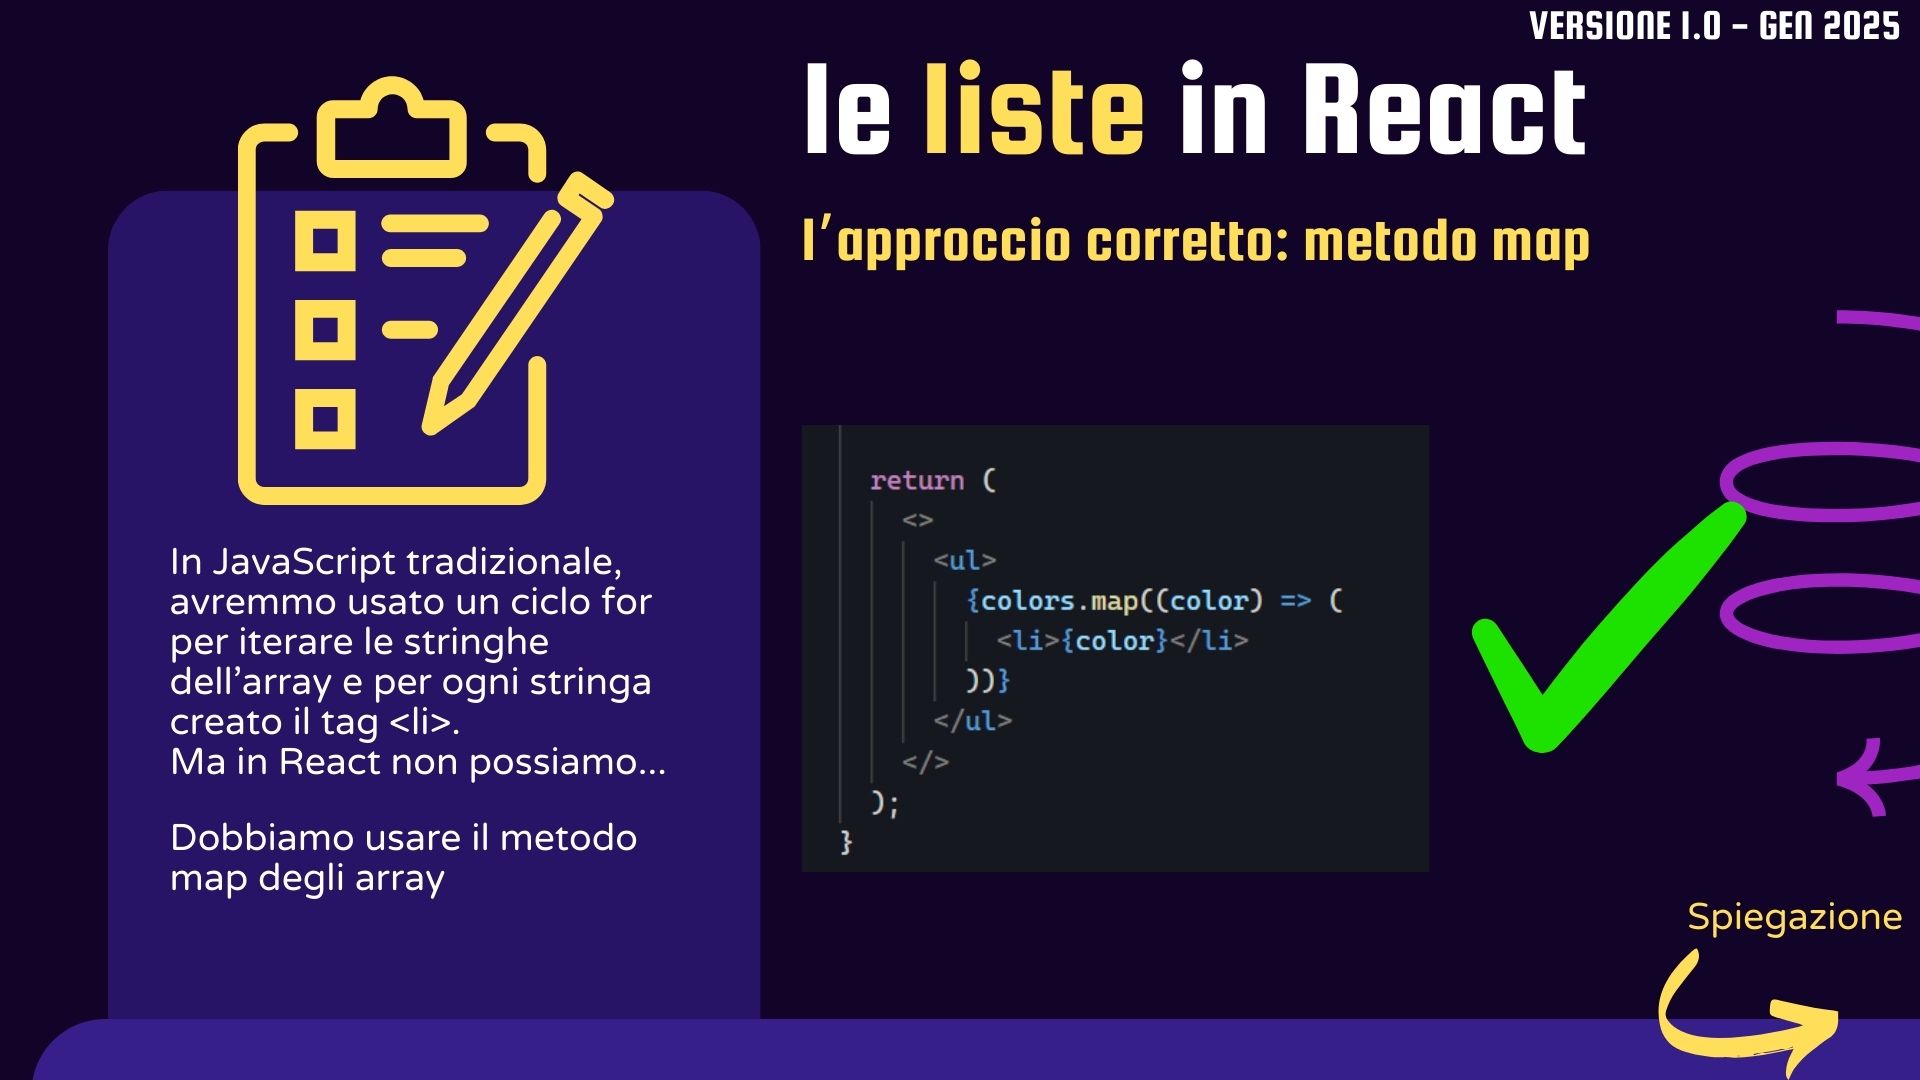 VERSIONE 1.0 - GEN 2025
le liste in React
l'approccio corretto: metodo map
In JavaScript tradizionale,
avremmo usato un ciclo for
per iterare le stringhe
dell'array e per ogni stringa
creato il tag <li>.
Ma in React non possiamo...
Dobbiamo usare il metodo
map degli array
return (
<>
<ul>
{colors.map((color) => (
<li>{color}</li>
))}
</ul>
</>
);
}
Spiegazione